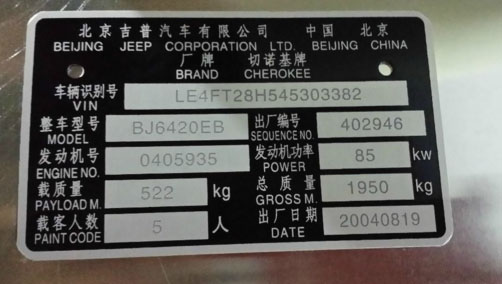 北京吉普汽车有限公司 中国 北京
BEIJING JEEP CORPORATION LTD. BEIJING CHINA
厂牌 切诺基牌
BRAND CHEROKEE
车辆识别号 LE4FT28H545303382
VIN
整车型号 BJ6420EB 出厂编号 402946
MODEL SEQUENCE NO.
发动机号 0405935 发动机功率 85 kw
ENGINE NO. POWER
载质量 522 kg 总质量 1950 kg
PAYLOAD M. GROSS M.
载客人数 5 人 出厂日期 20040819
PAINT CODE DATE